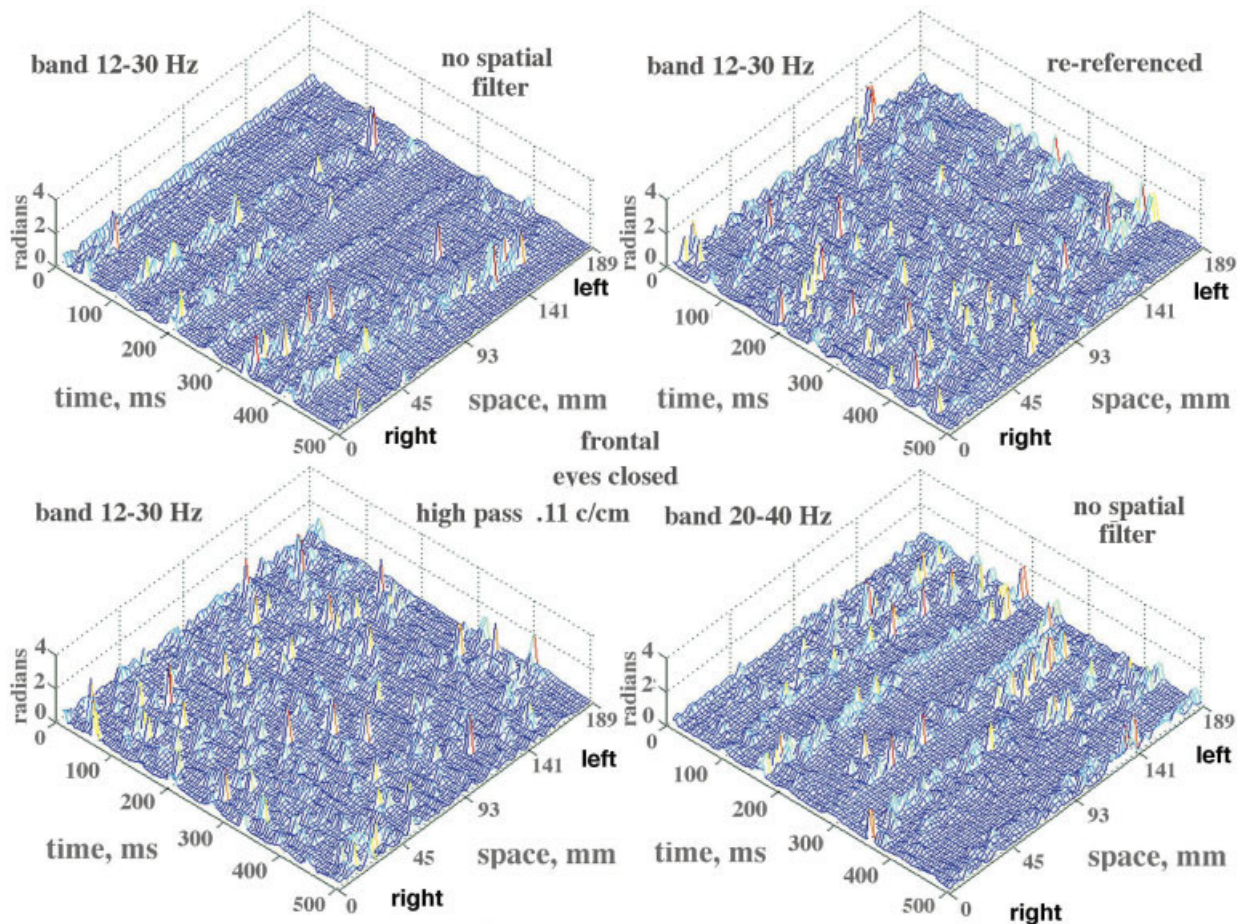 band 12-30 Hz
no spatial
filter
4
2
0
radians
0
100
200
300
400
500
time, ms
0
45
93
141
189
space, mm
left
right
band 12-30 Hz
re-referenced
4
2
0
radians
0
100
200
300
400
500
time, ms
0
45
93
141
189
space, mm
left
right
frontal
eyes closed
band 12-30 Hz
high pass .11 c/cm
4
2
0
radians
0
100
200
300
400
500
time, ms
0
45
93
141
189
space, mm
left
right
band 20-40 Hz
no spatial
filter
4
2
0
radians
0
100
200
300
400
500
time, ms
0
45
93
141
189
space, mm
left
right